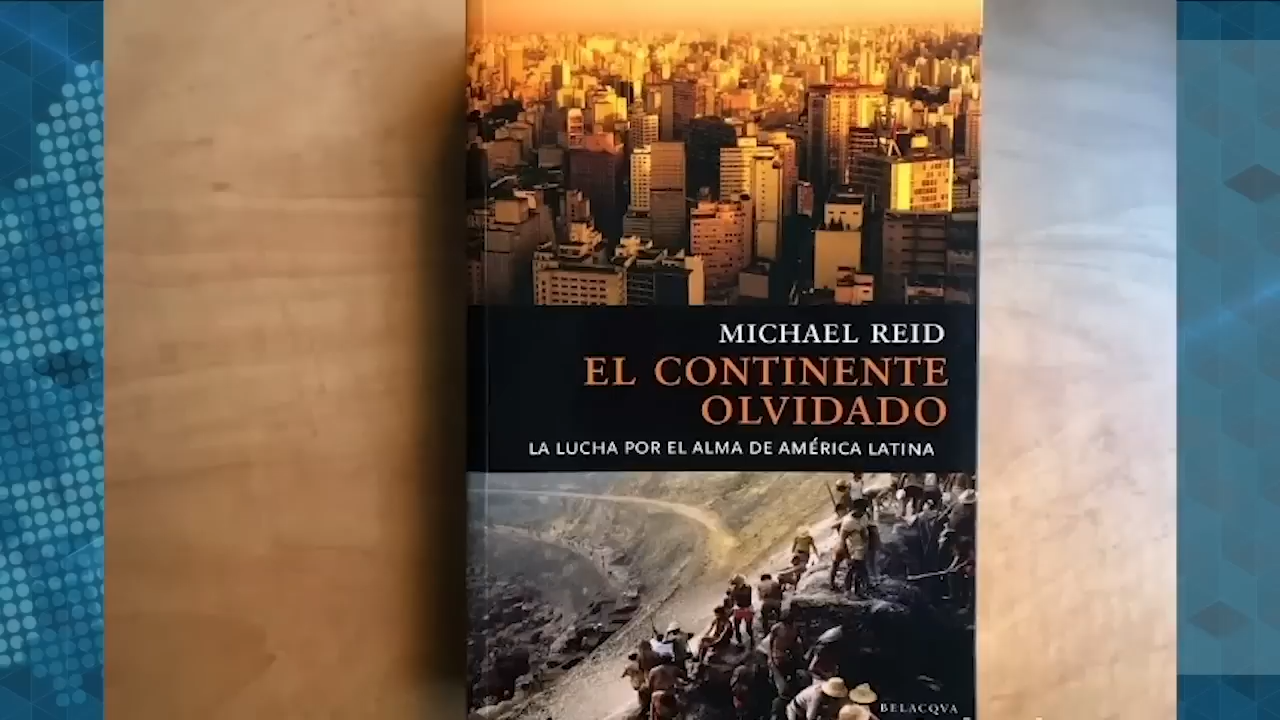 MICHAEL REID
EL CONTINENTE
OLVIDADO
LA LUCHA POR EL ALMA DE AMÉRICA LATINA
BELACQVA